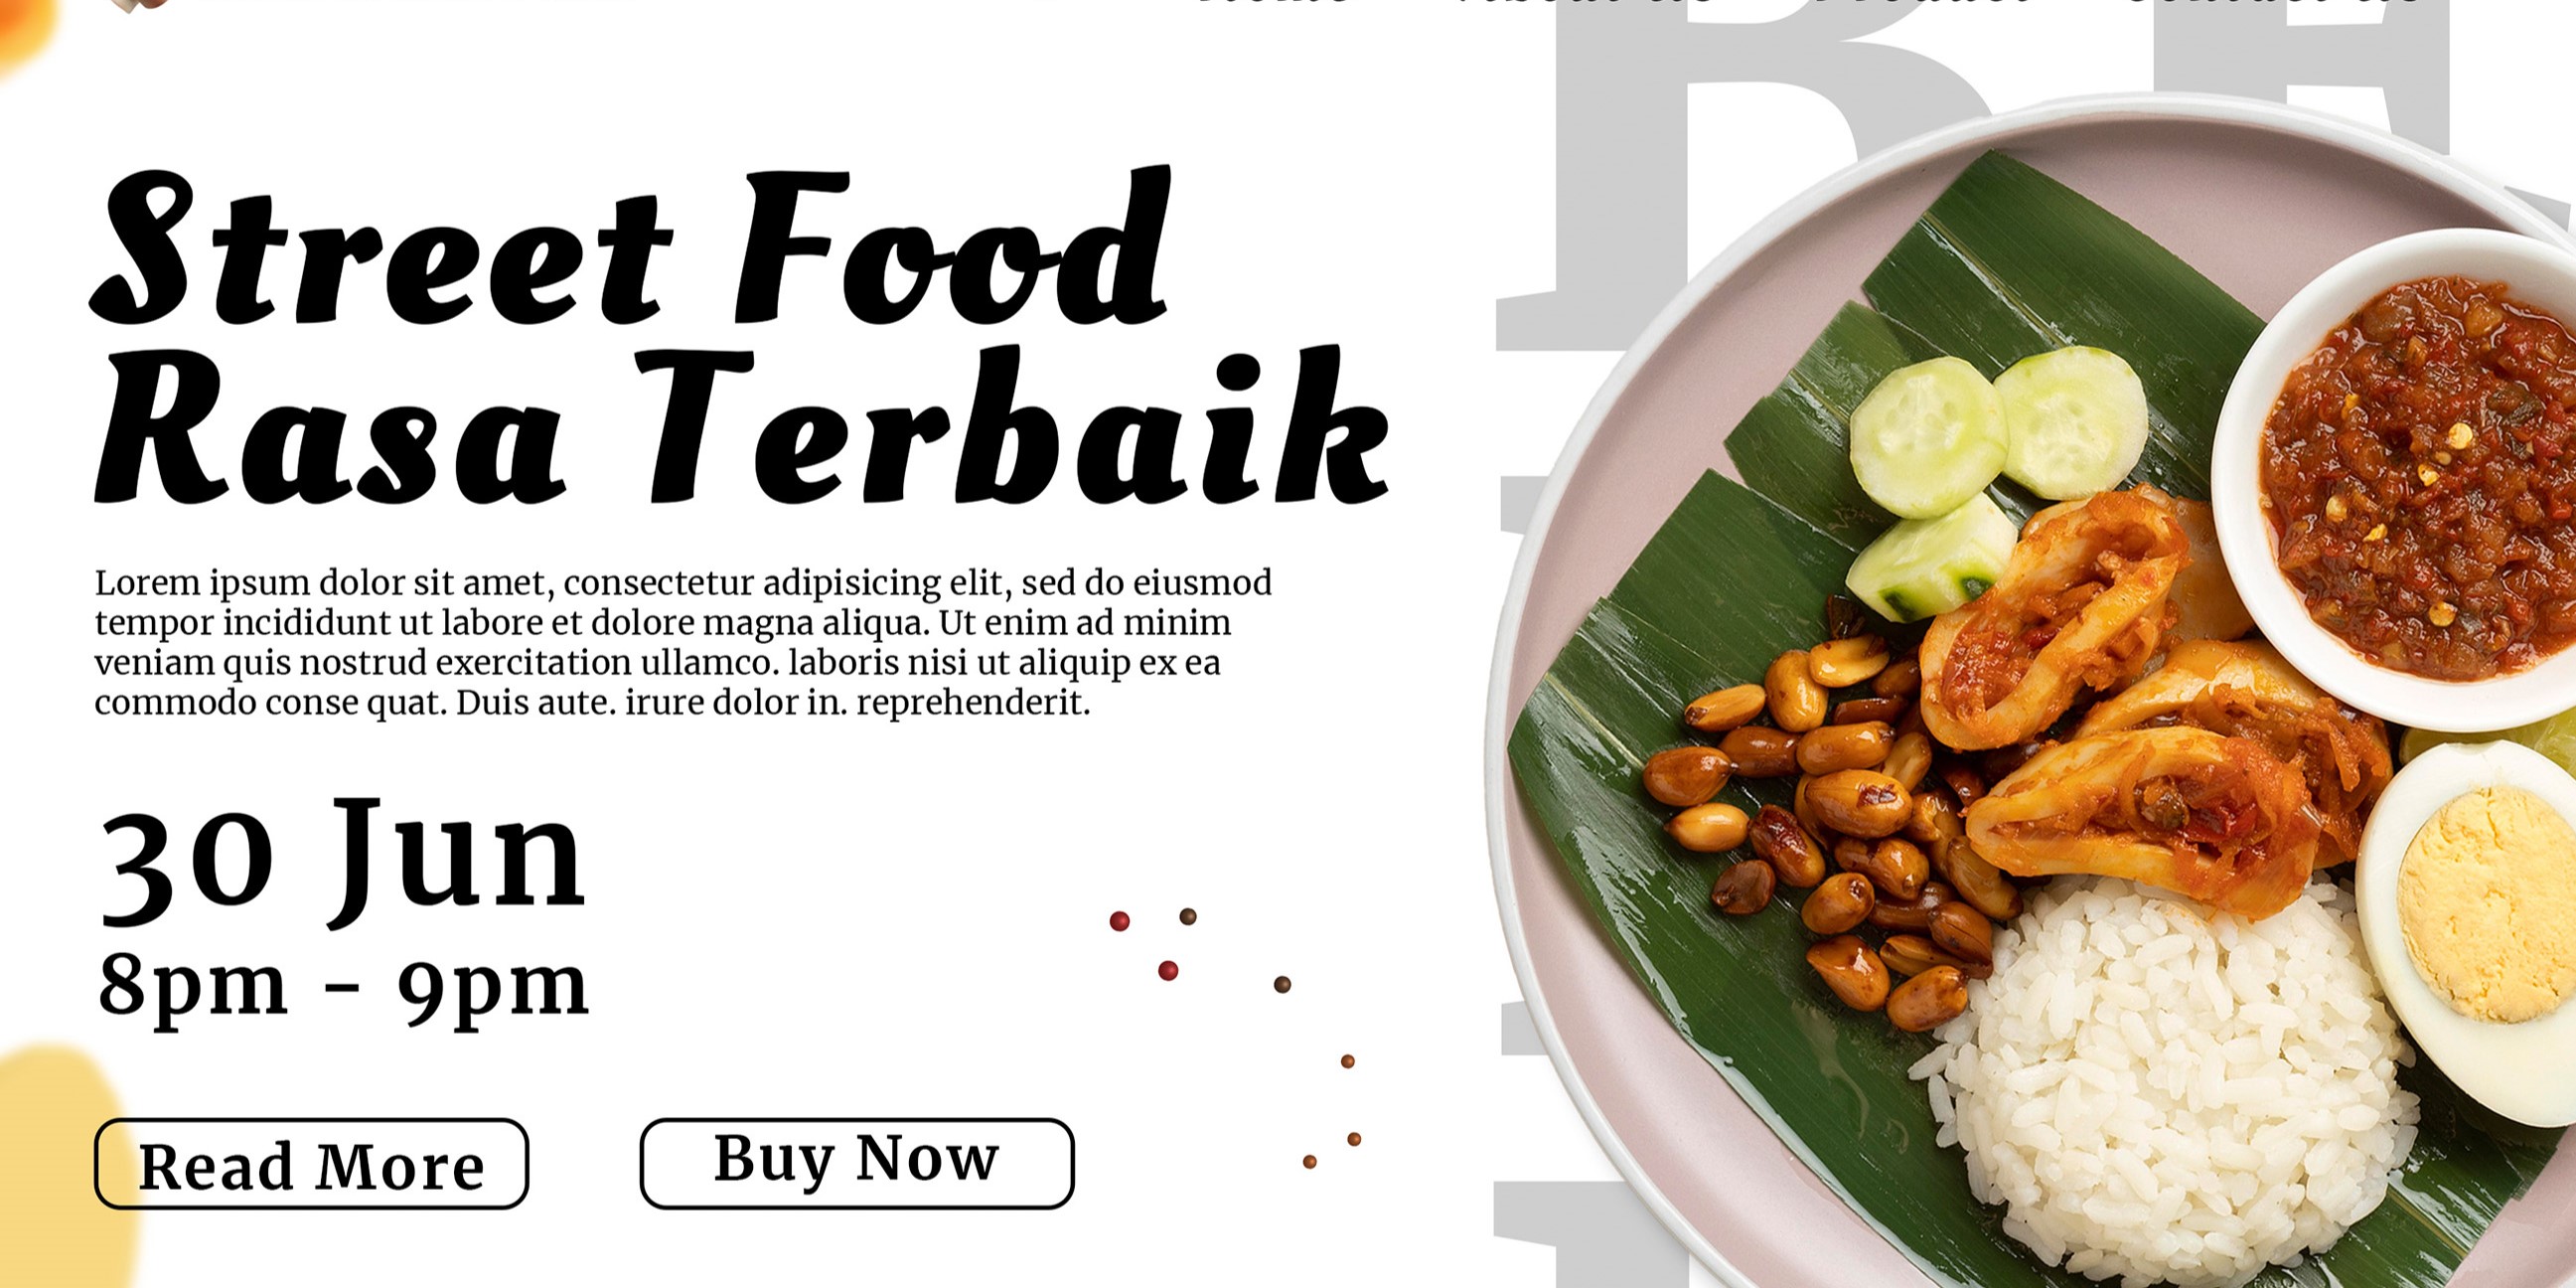 Street Food
Rasa Terbaik
Lorem ipsum dolor sit amet, consectetur adipisicing elit, sed do eiusmod
tempor incididunt ut labore et dolore magna aliqua. Ut enim ad minim
veniam quis nostrud exercitation ullamco. laboris nisi ut aliquip ex ea
commodo conse quat. Duis aute. irure dolor in. reprehenderit.
30 Jun
8pm - 9pm
Read More
Buy Now